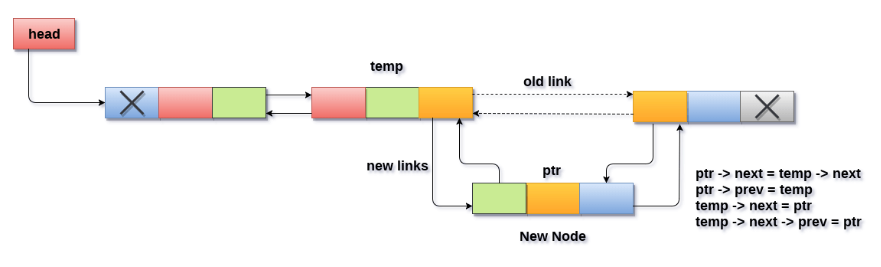 head
temp
old link
new links
ptr
ptr -> next = temp -> next
ptr -> prev = temp
temp -> next = ptr
temp -> next -> prev = ptr
New Node